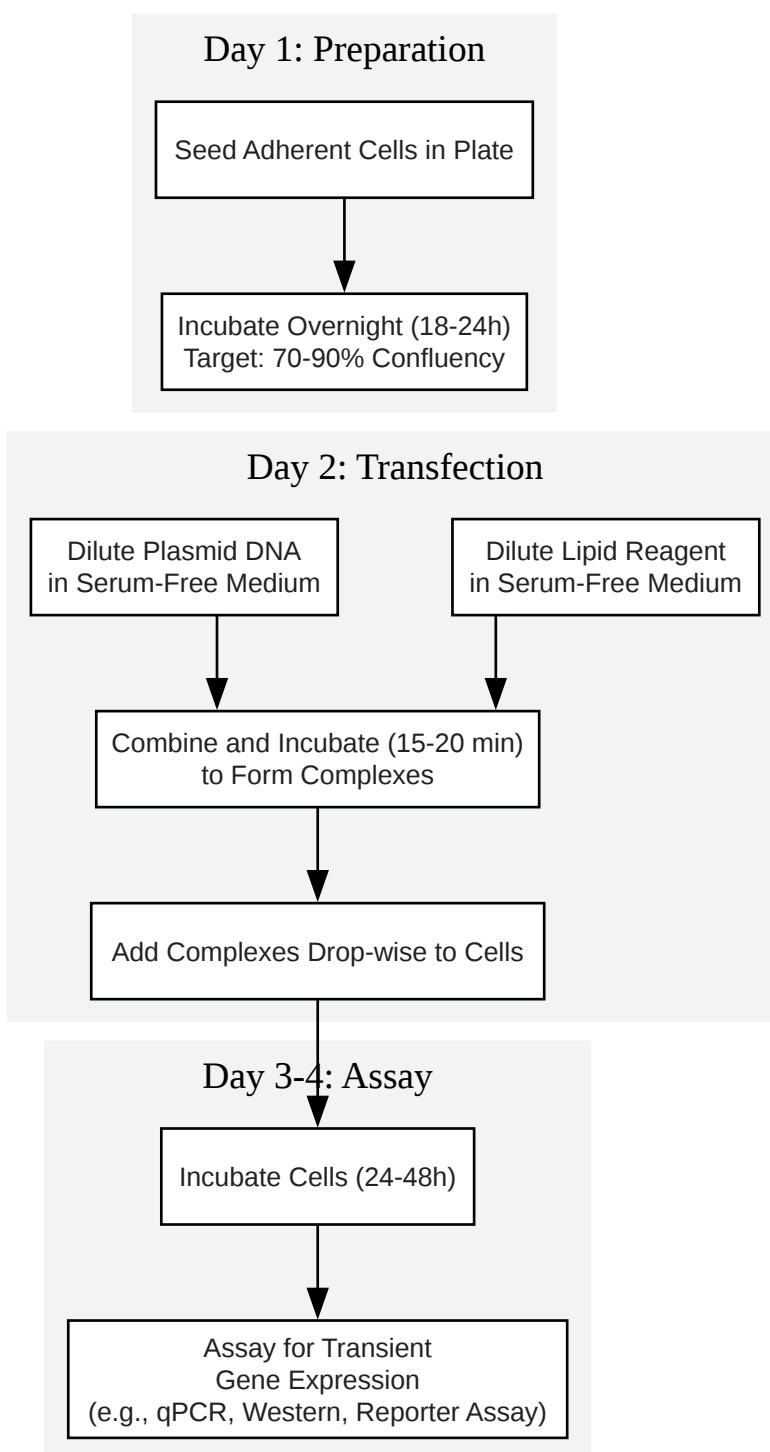 Day 1: Preparation
Seed Adherent Cells in Plate
Incubate Overnight (18-24h)
Target: 70-90% Confluency
Day 2: Transfection
Dilute Plasmid DNA
in Serum-Free Medium
Dilute Lipid Reagent
in Serum-Free Medium
Combine and Incubate (15-20 min)
to Form Complexes
Add Complexes Drop-wise to Cells
Day 3-4: Assay
Incubate Cells (24-48h)
Assay for Transient
Gene Expression
(e.g., qPCR, Western, Reporter Assay)